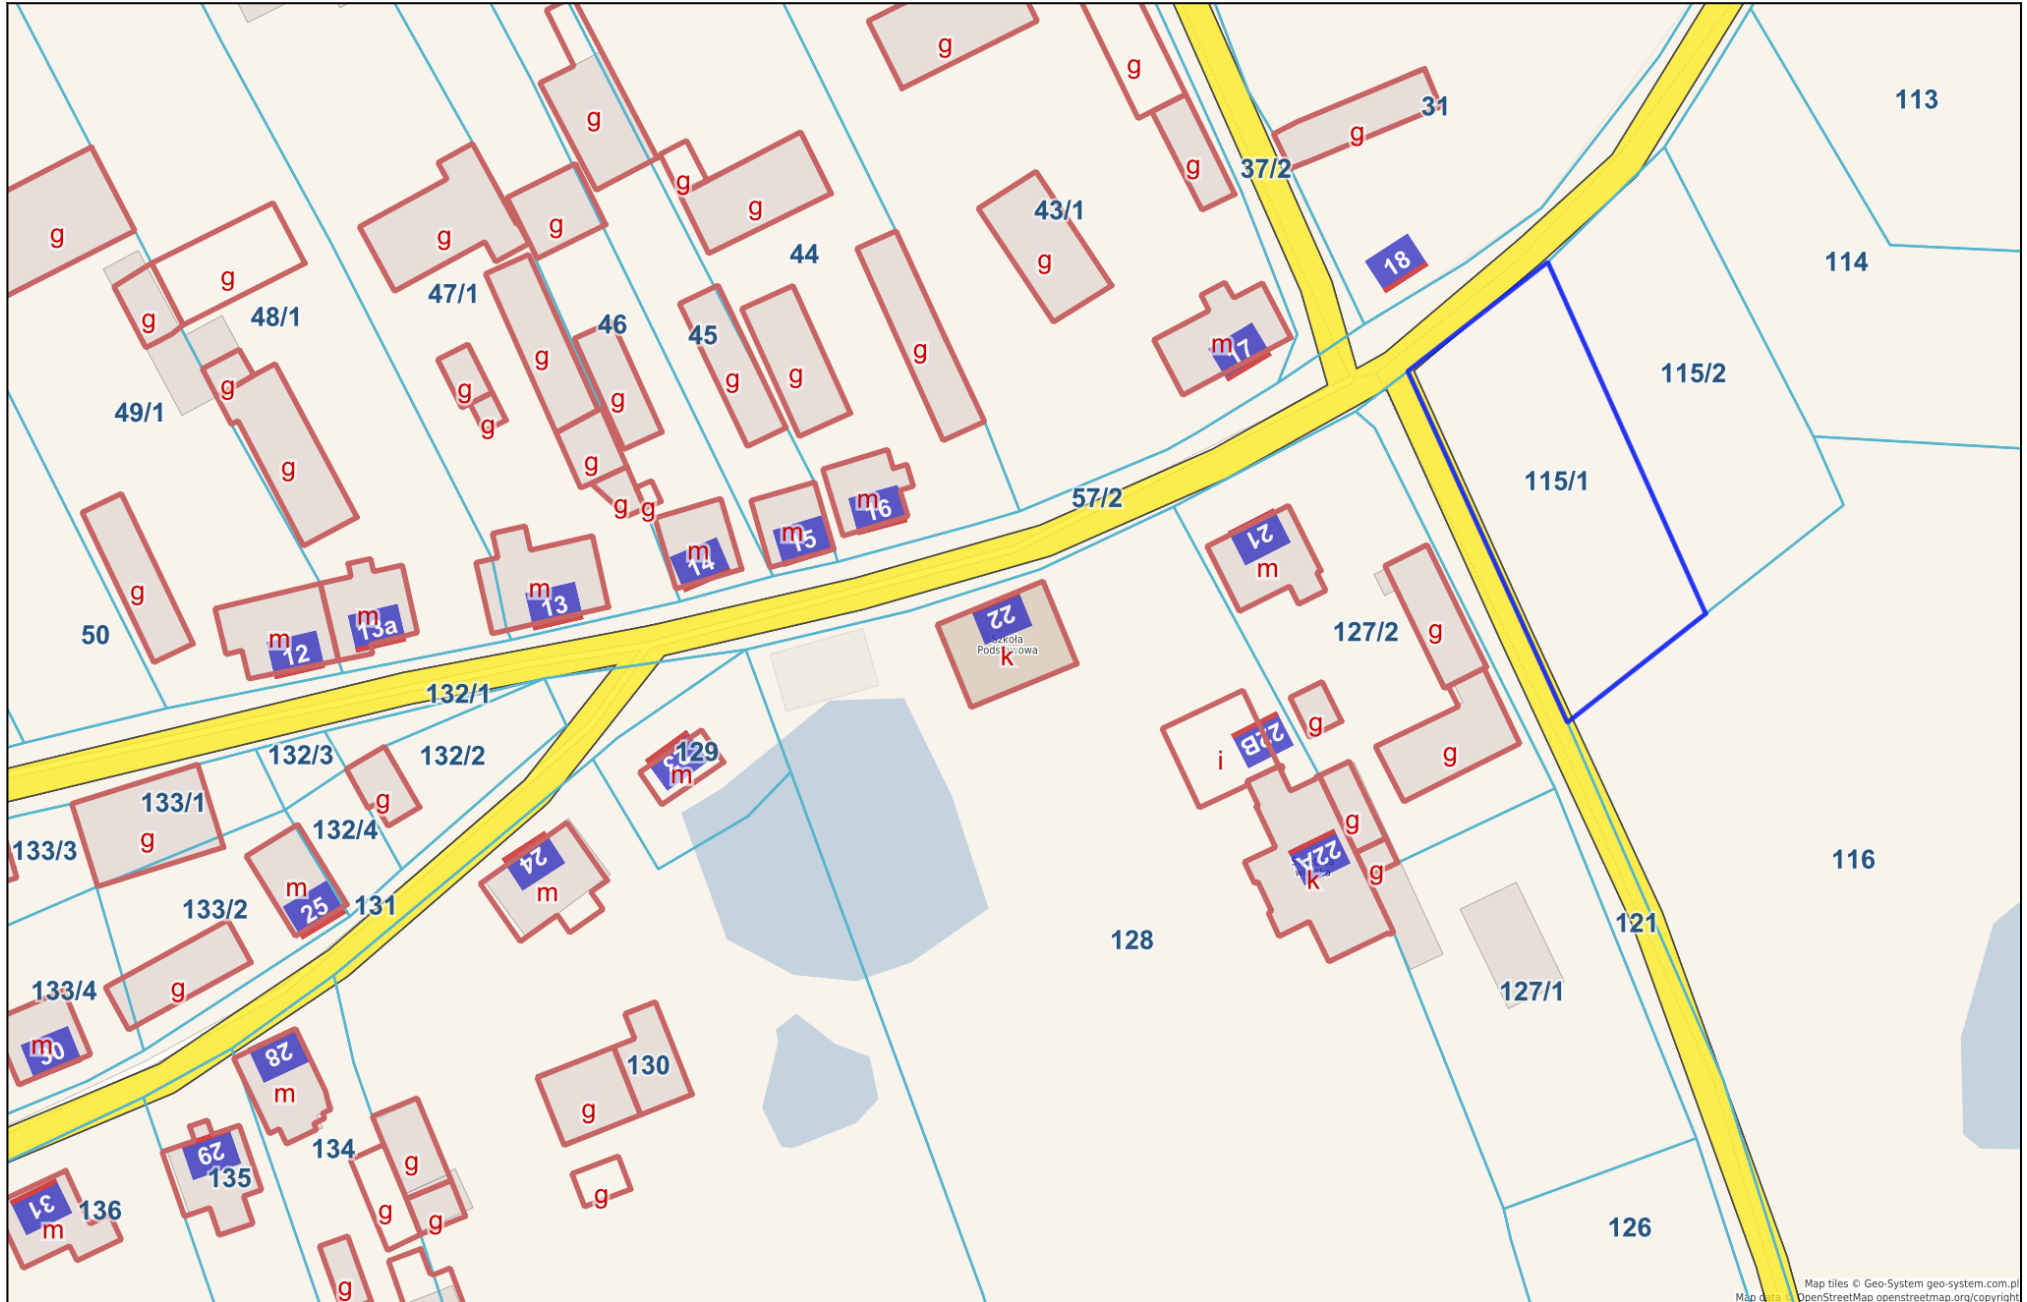 g
g
31
113
g
g
g
37/2
g
g
43/1
g
g
g
44
g
114
18
g
g
48/1
47/1
g
46
45
m
17
g
g
115/2
g
g
g
g
g
49/1
g
g
g
115/1
g
m
16
57/2
g
g
m
15
21
m
14
m
g
m
13
50
m
13a
m
12
22
Szkoła
Podstawowa
k
127/2
g
132/1
132/3
132/2
129
m
g
22B
i
g
133/1
g
g
132/4
133/3
g
22A
k
g
116
24
m
m
25
131
133/2
121
128
g
133/4
127/1
m
30
28
m
130
g
134
g
29
135
g
g
g
136
31
m
126
g
Map tiles © Geo-System geo-system.com.pl
Map data © OpenStreetMap openstreetmap.org/copyright